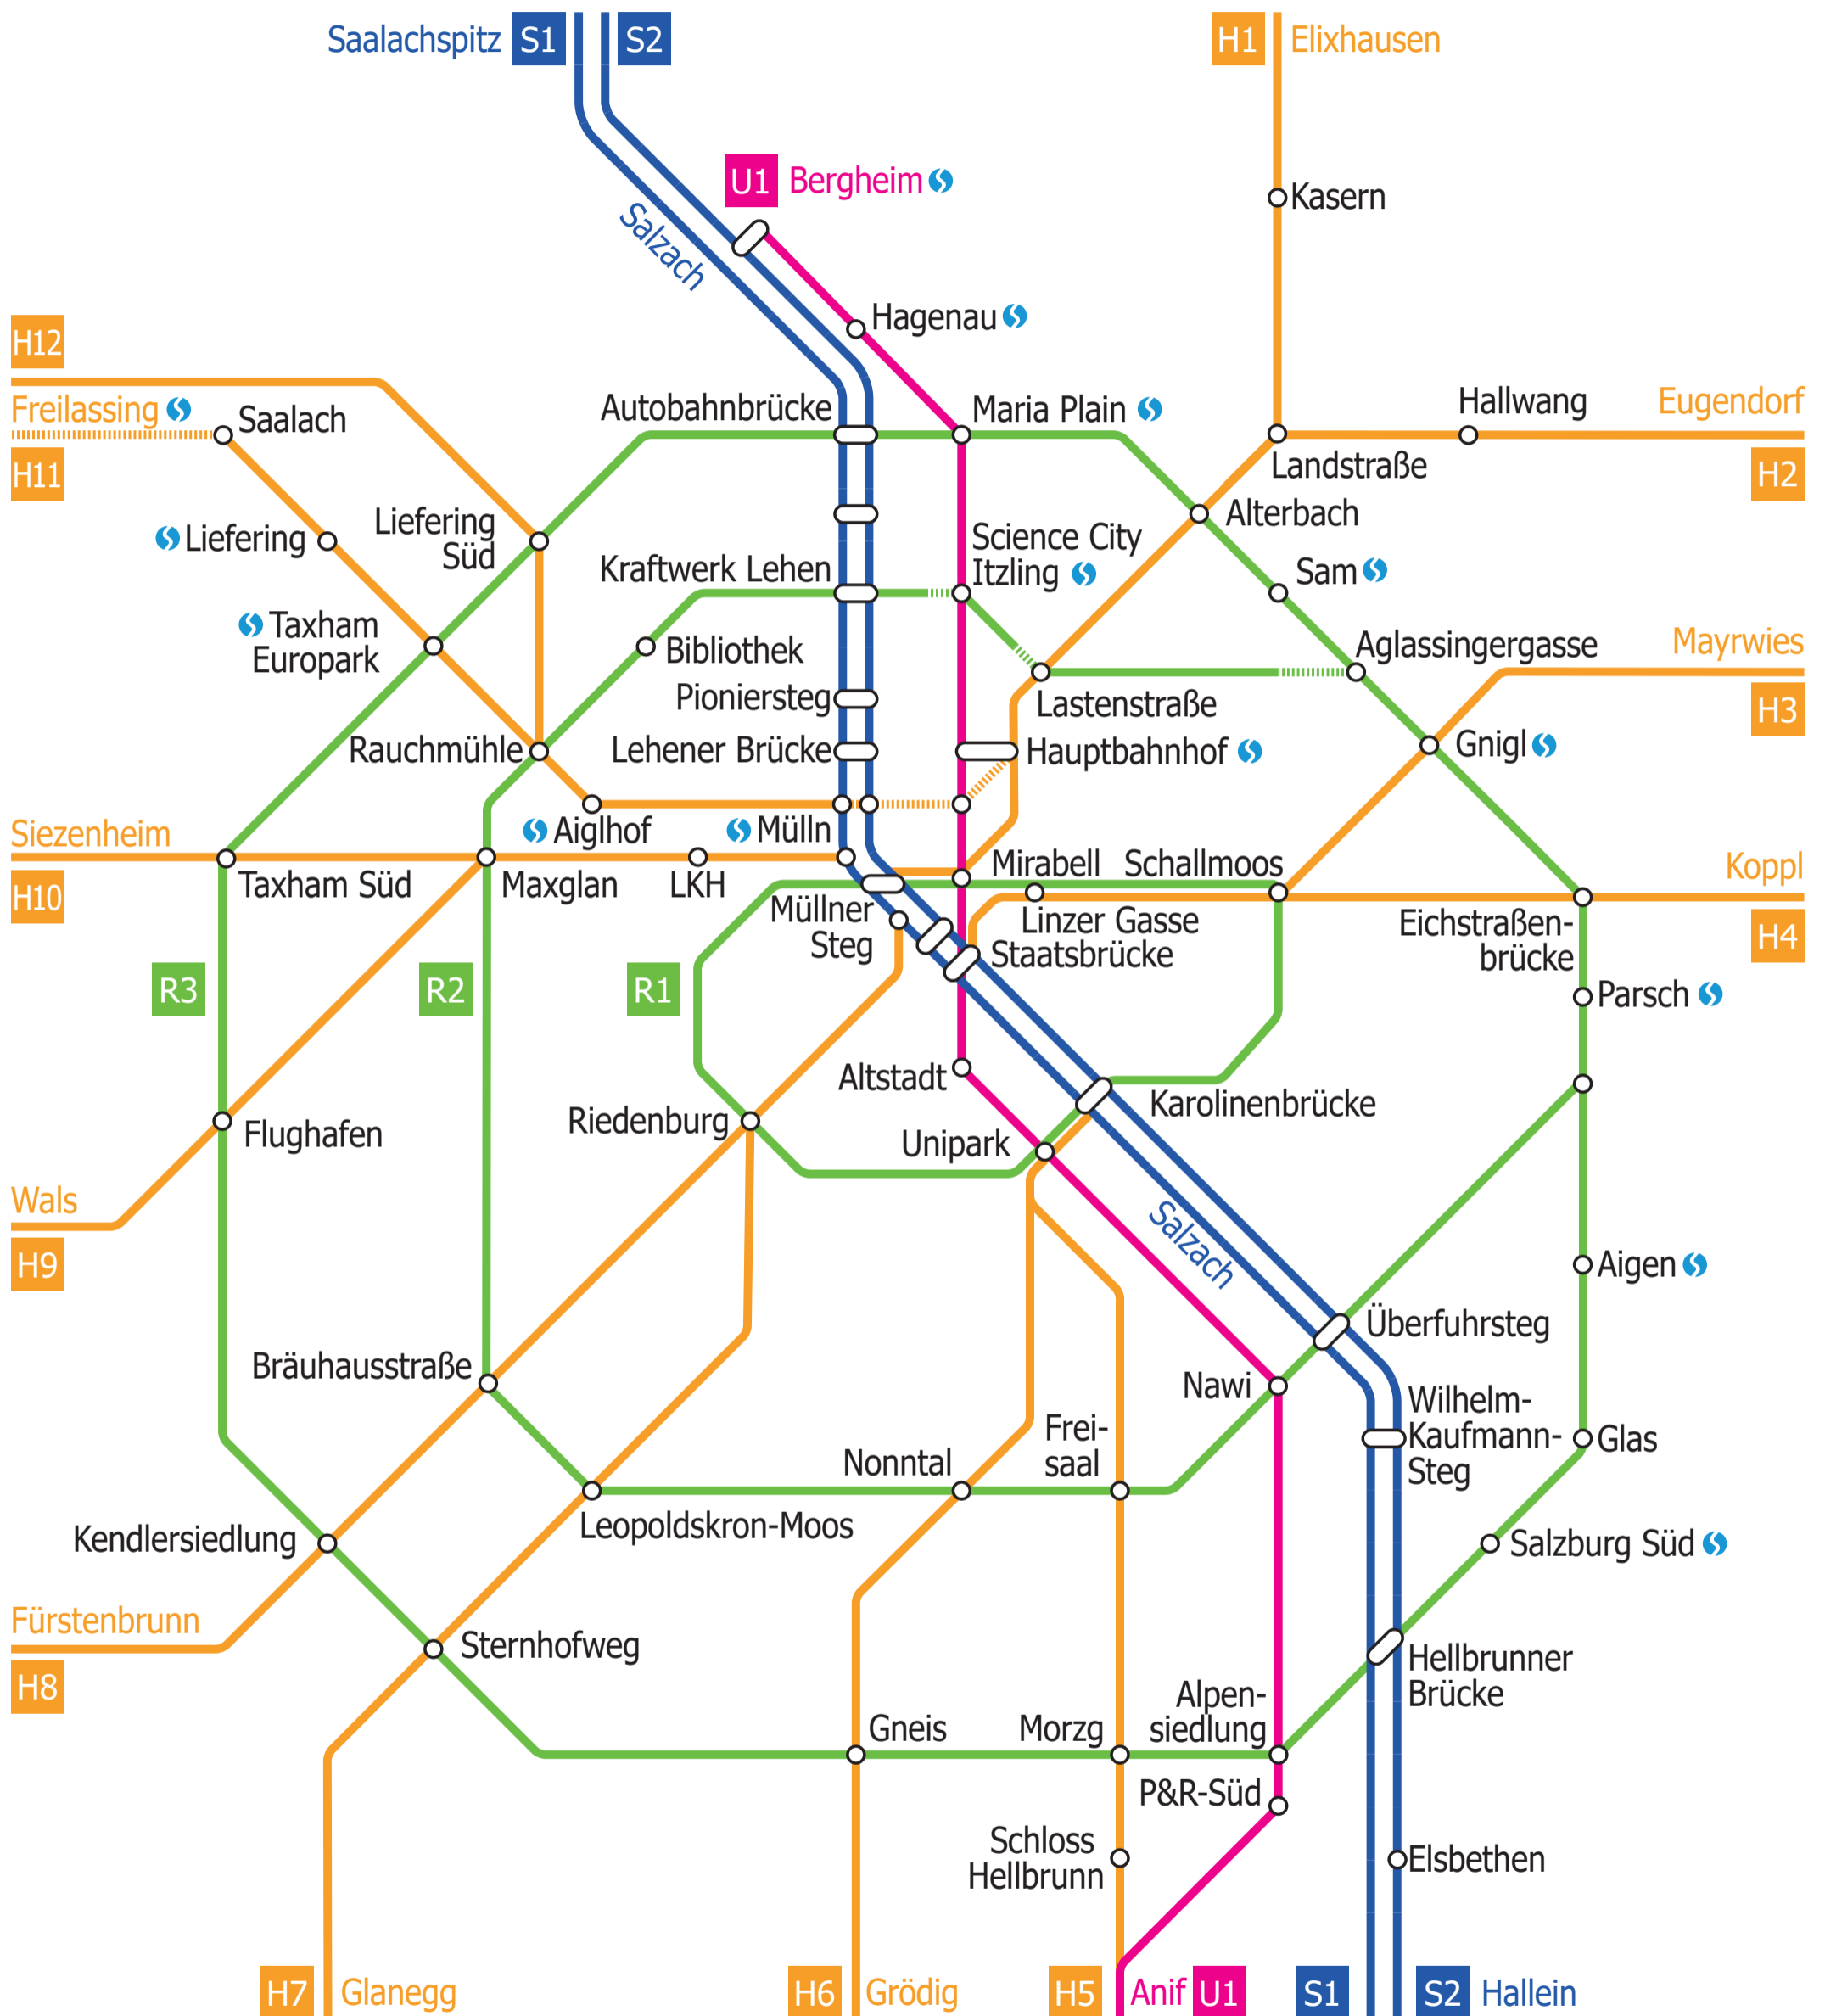 Saalachspitz S1 S2
H1 Elixhausen
U1 Bergheim
Kasern
Salzach
Hagenau
H12
Freilassing
H11
Saalach
Autobahnbrücke
Maria Plain
Hallwang
Eugendorf
H2
Landstraße
Alterbach
Liefering
Liefering
Süd
Science City
Itzling
Kraftwerk Lehen
Sam
Taxham
Europark
Bibliothek
Aglassingergasse
Mayrwies
H3
Pioniersteg
Lastenstraße
Rauchmühle
Lehener Brücke
Hauptbahnhof
Gnigl
Siezenheim
H10
Aiglhof
Mülln
Taxham Süd
Maxglan
LKH
Mirabell
Schallmoos
Koppl
H4
Müllner
Steg
Linzer Gasse
Staatsbrücke
Eichstraßen-
brücke
R3
R2
R1
Parsch
Altstadt
Karolinenbrücke
Flughafen
Riedenburg
Unipark
Wals
H9
Salzach
Aigen
Überfuhrsteg
Bräuhausstraße
Nawi
Wilhelm-
Kaufmann-
Steg
Glas
Nonntal
Frei-
saal
Leopoldskron-Moos
Kendlersiedlung
Salzburg Süd
Fürstenbrunn
H8
Sternhofweg
Hellbrunner
Brücke
Gneis
Morzg
Alpen-
siedlung
P&R-Süd
Schloss
Hellbrunn
Elsbethen
H7 Glanegg
H6 Grödig
H5 Anif U1
S1 S2 Hallein